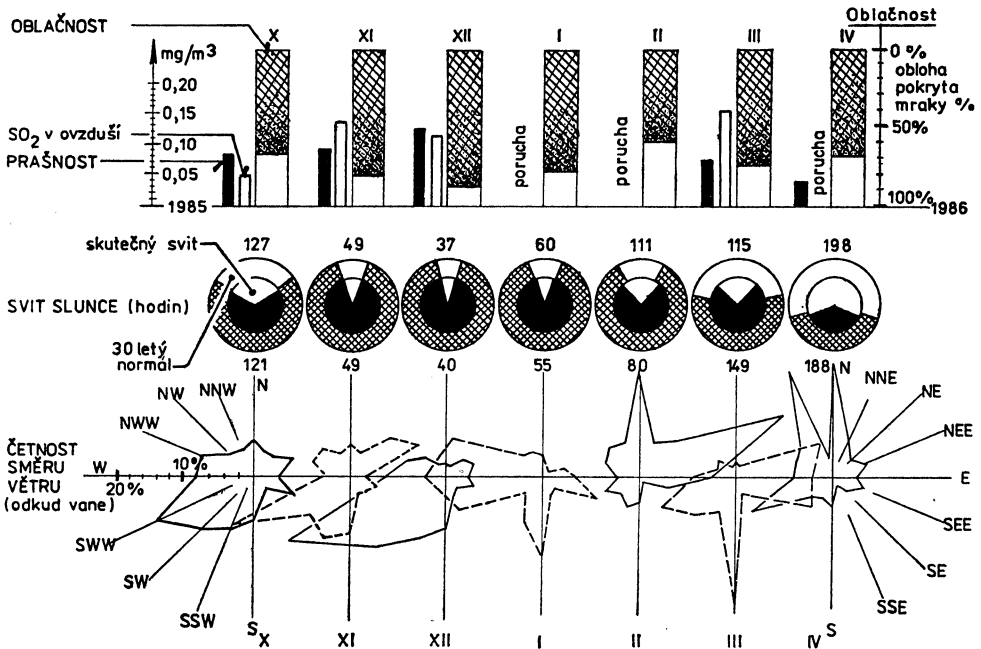 OBLAČNOST
X XI XII I II III IV
Oblačnost
mg/m3
0,20
0,15
0,10
0,05
0 %
obloha
pokryta
mraky %
50%
100%
SO2 v ovzduší
PRAŠNOST
porucha
porucha
porucha
1985
1986
skutečný svit
127 49 37 60 111 115 198
SVIT SLUNCE (hodin)
30 letý
normál
121 49 40 55 80 149 188
N
N
NNW
NW
NWW
NNE
NE
NEE
ČETNOST
SMĚRU
VĚTRU
(odkud vane)
W
10%
20%
E
SWW
SW
SSW
SEE
SE
SSE
S
S
X XI XII I II III IV